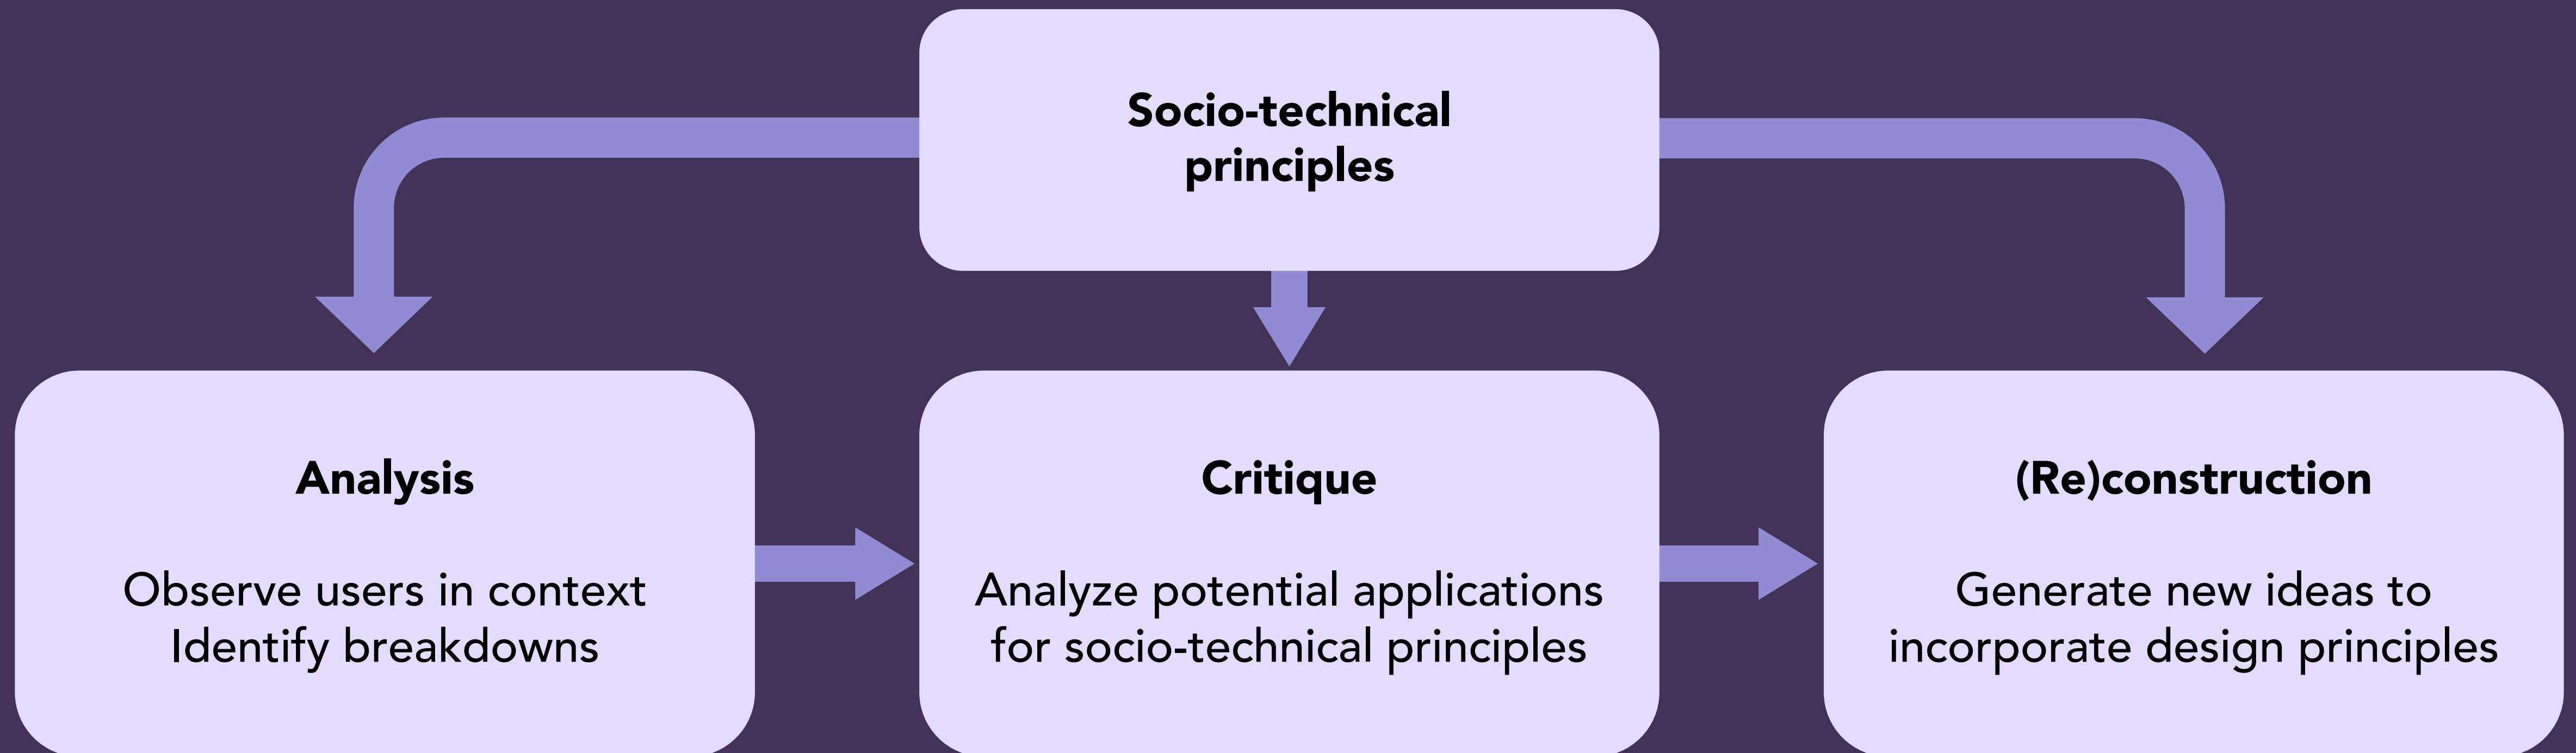 Socio-technical
principles
Analysis
Observe users in context
Identify breakdowns
Critique
Analyze potential applications
for socio-technical principles
(Re)construction
Generate new ideas to
incorporate design principles